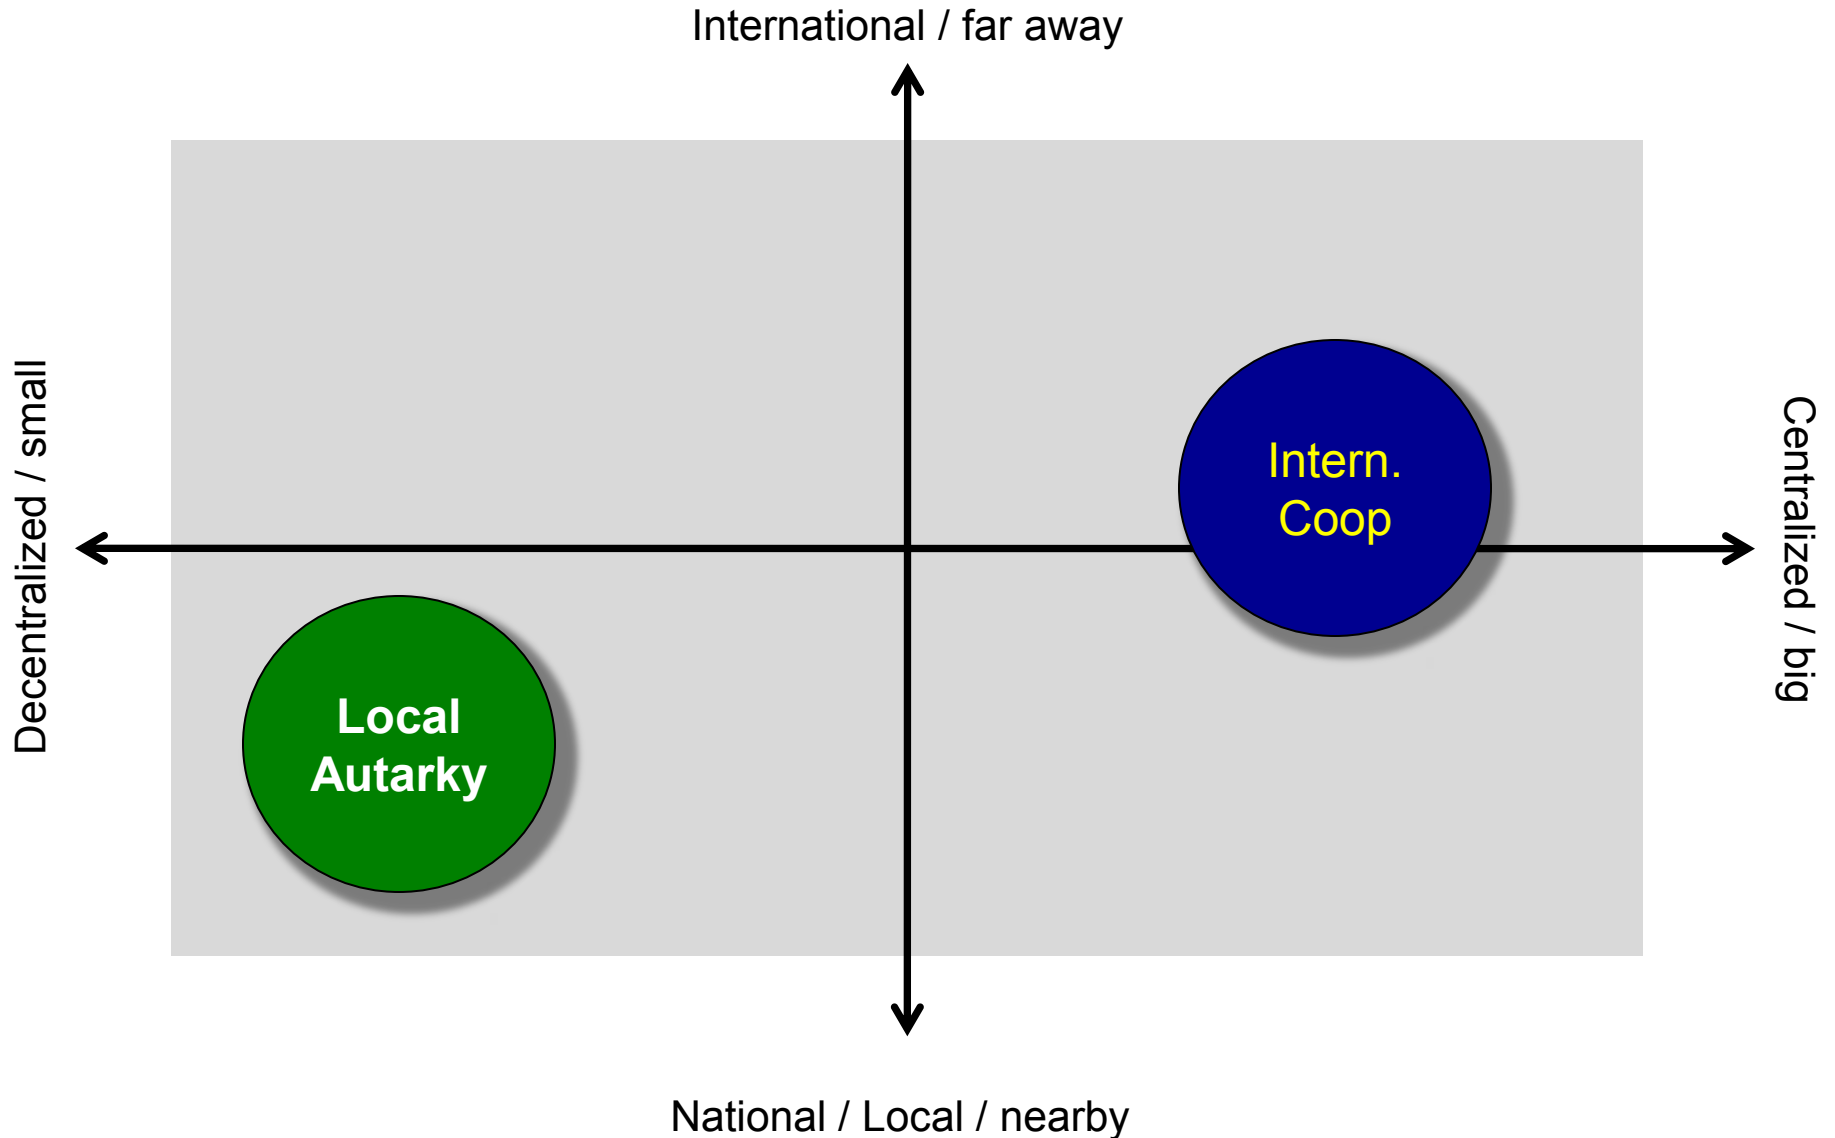 International / far away
Decentralized / small
Intern.
Coop
Centralized / big
Local
Autarky
National / Local / nearby